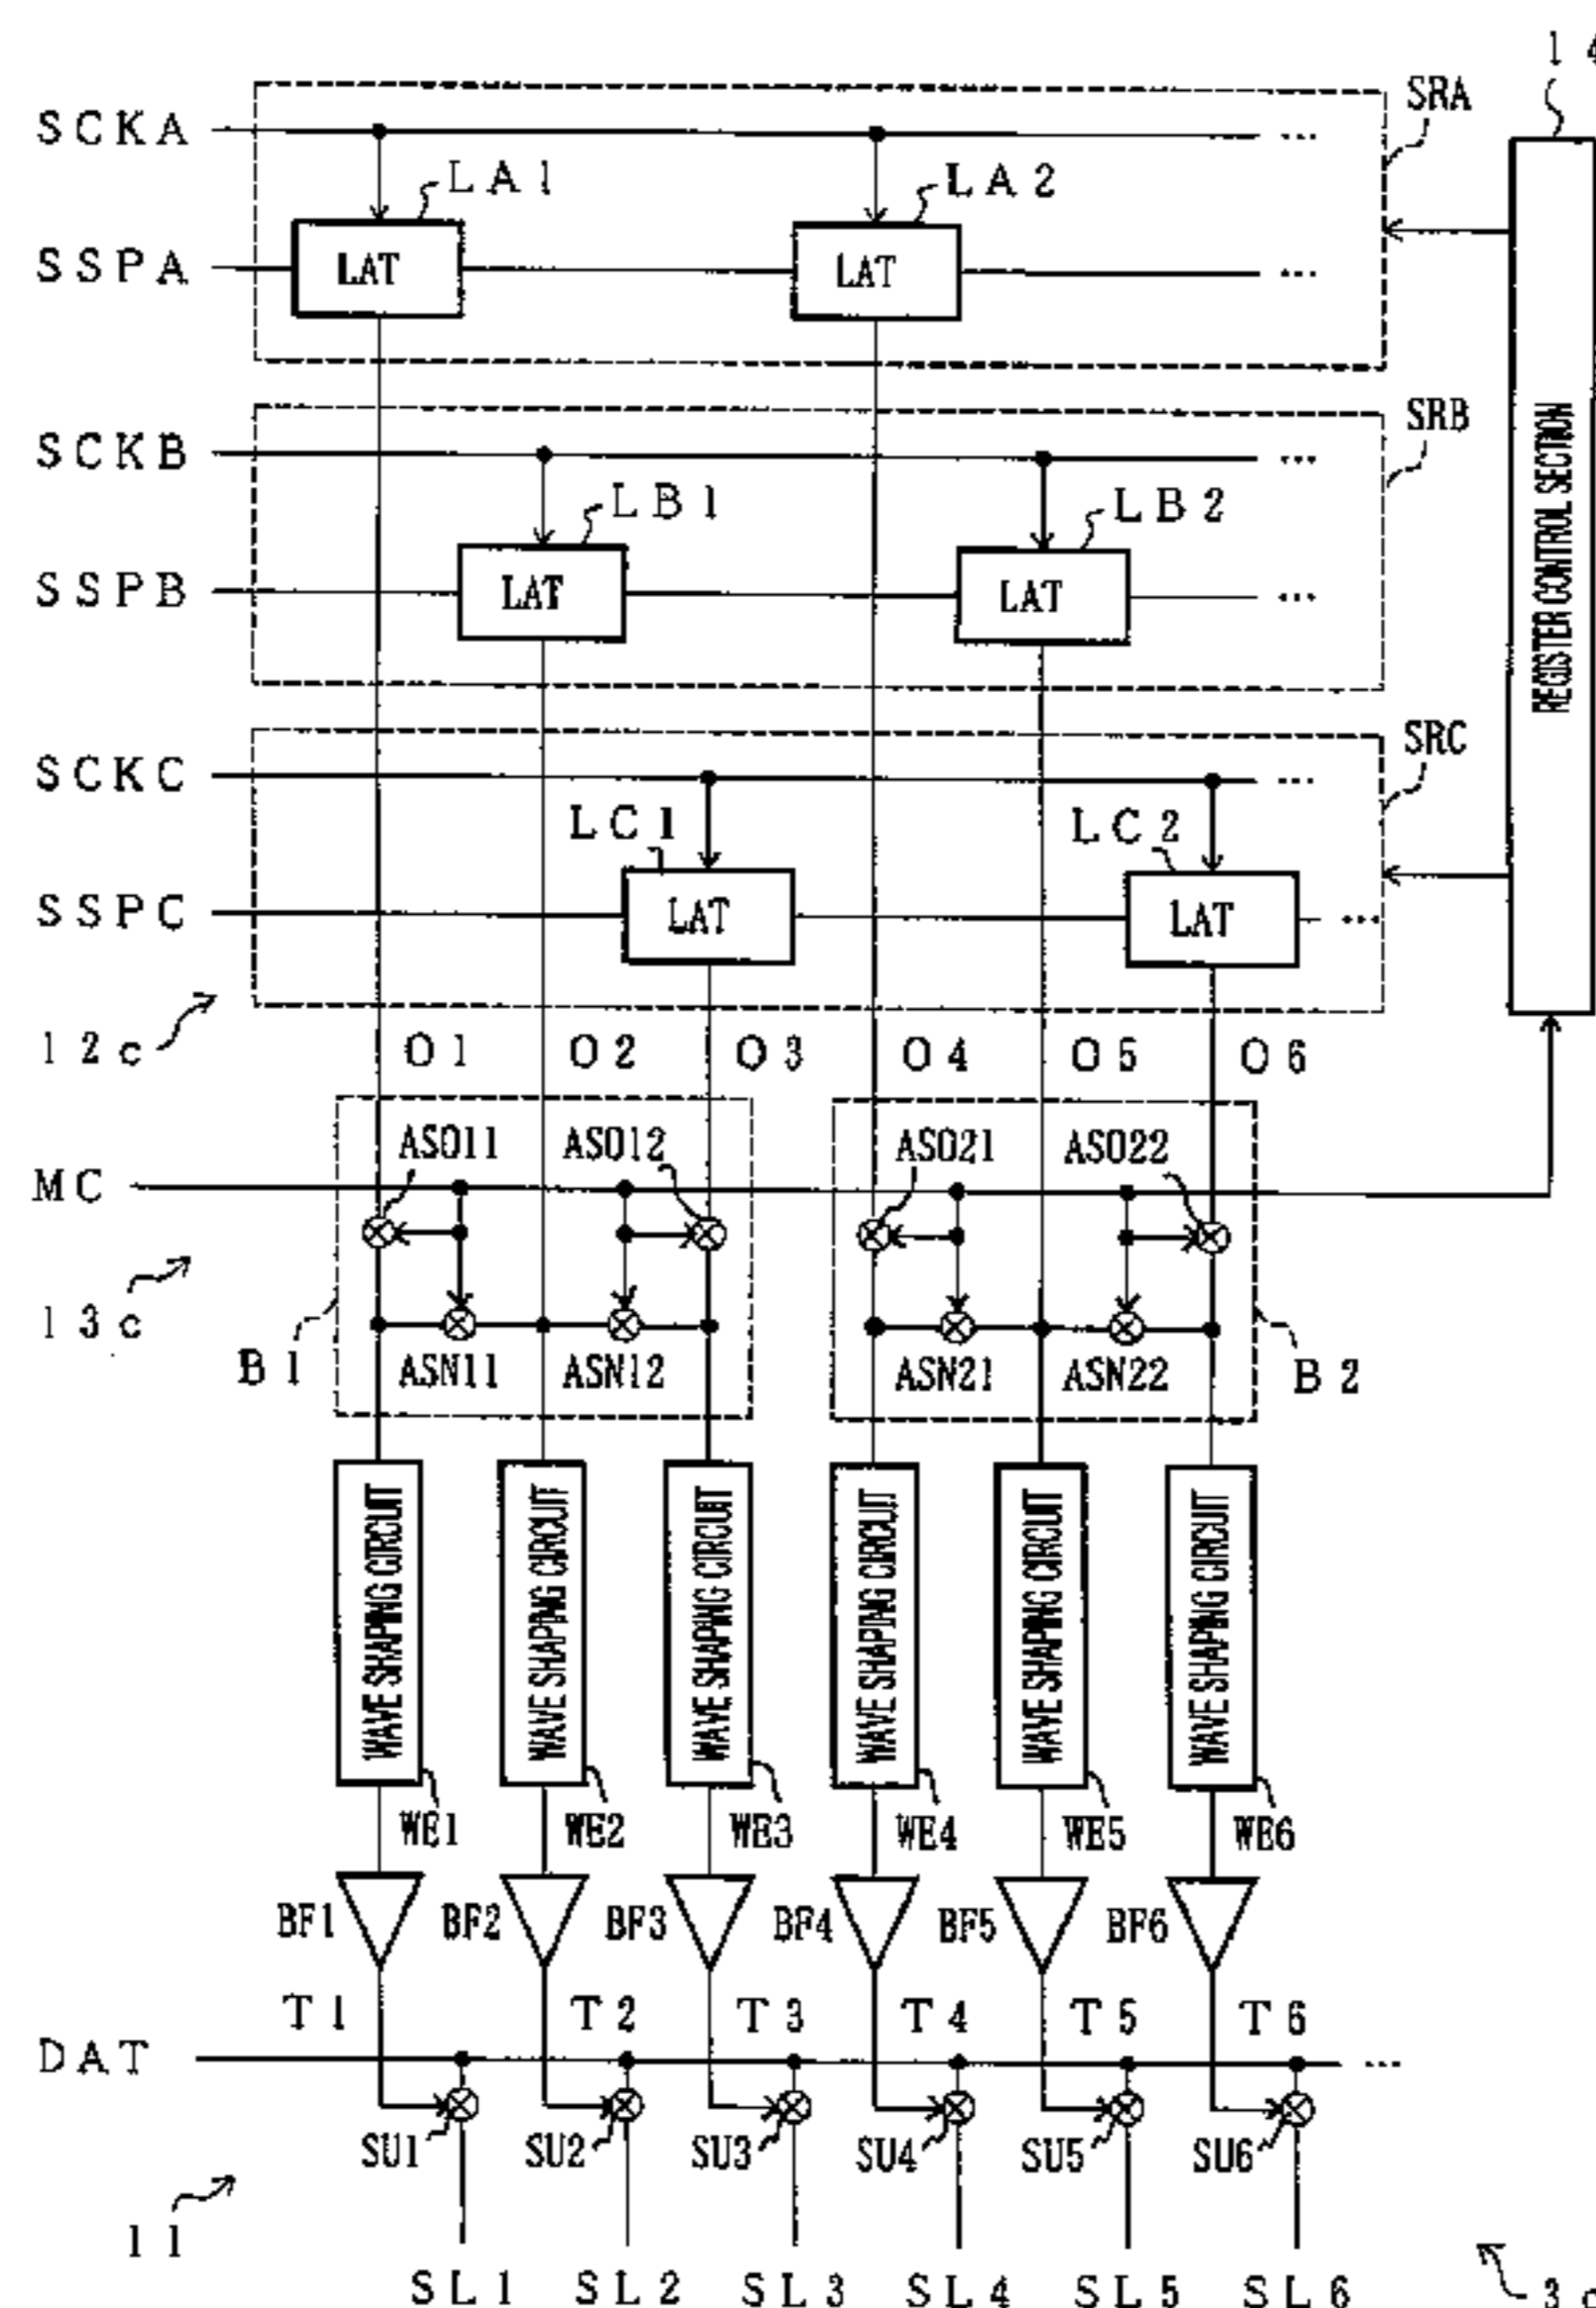 14
SCKA
SRA
LA1
LA2
SSPA
LAT
LAT
SCKB
SRB
LB1
LB2
SSPB
LAT
LAT
REGISTER CONTROL SECTION
SCKC
SRC
LC1
LC2
SSPC
LAT
LAT
12c
O1
O2
O3
O4
O5
O6
ASO11
ASO12
ASO21
ASO22
MC
13c
B1
ASN11
ASN12
ASN21
ASN22
B2
WAVE SHAPING CIRCUIT
WAVE SHAPING CIRCUIT
WAVE SHAPING CIRCUIT
WAVE SHAPING CIRCUIT
WAVE SHAPING CIRCUIT
WAVE SHAPING CIRCUIT
WE1
WE2
WE3
WE4
WE5
WE6
BF1
BF2
BF3
BF4
BF5
BF6
T1
T2
T3
T4
T5
T6
DAT
SU1
SU2
SU3
SU4
SU5
SU6
11
SL1
SL2
SL3
SL4
SL5
SL6